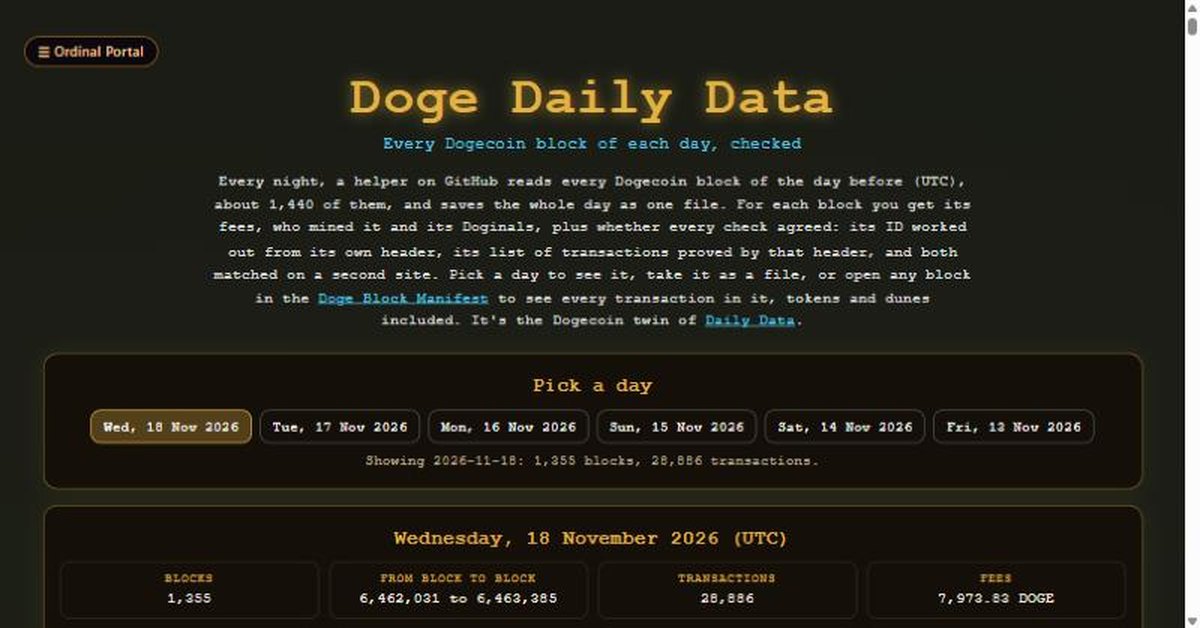 ☰ Ordinal Portal
Doge Daily Data
Every Dogecoin block of each day, checked
Every night, a helper on GitHub reads every Dogecoin block of the day before (UTC),
about 1,440 of them, and saves the whole day as one file. For each block you get its
fees, who mined it and its Doginals, plus whether every check agreed: its ID worked
out from its own header, its list of transactions proved by that header, and both
matched on a second site. Pick a day to see it, take it as a file, or open any block
in the Doge Block Manifest to see every transaction in it, tokens and dunes
included. It's the Dogecoin twin of Daily Data.
Pick a day
Wed, 18 Nov 2026 Tue, 17 Nov 2026 Mon, 16 Nov 2026 Sun, 15 Nov 2026 Sat, 14 Nov 2026 Fri, 13 Nov 2026
Showing 2026-11-18: 1,355 blocks, 28,886 transactions.
Wednesday, 18 November 2026 (UTC)
BLOCKS FROM BLOCK TO BLOCK TRANSACTIONS FEES
1,355 6,462,031 to 6,463,385 28,886 7,973.83 DOGE